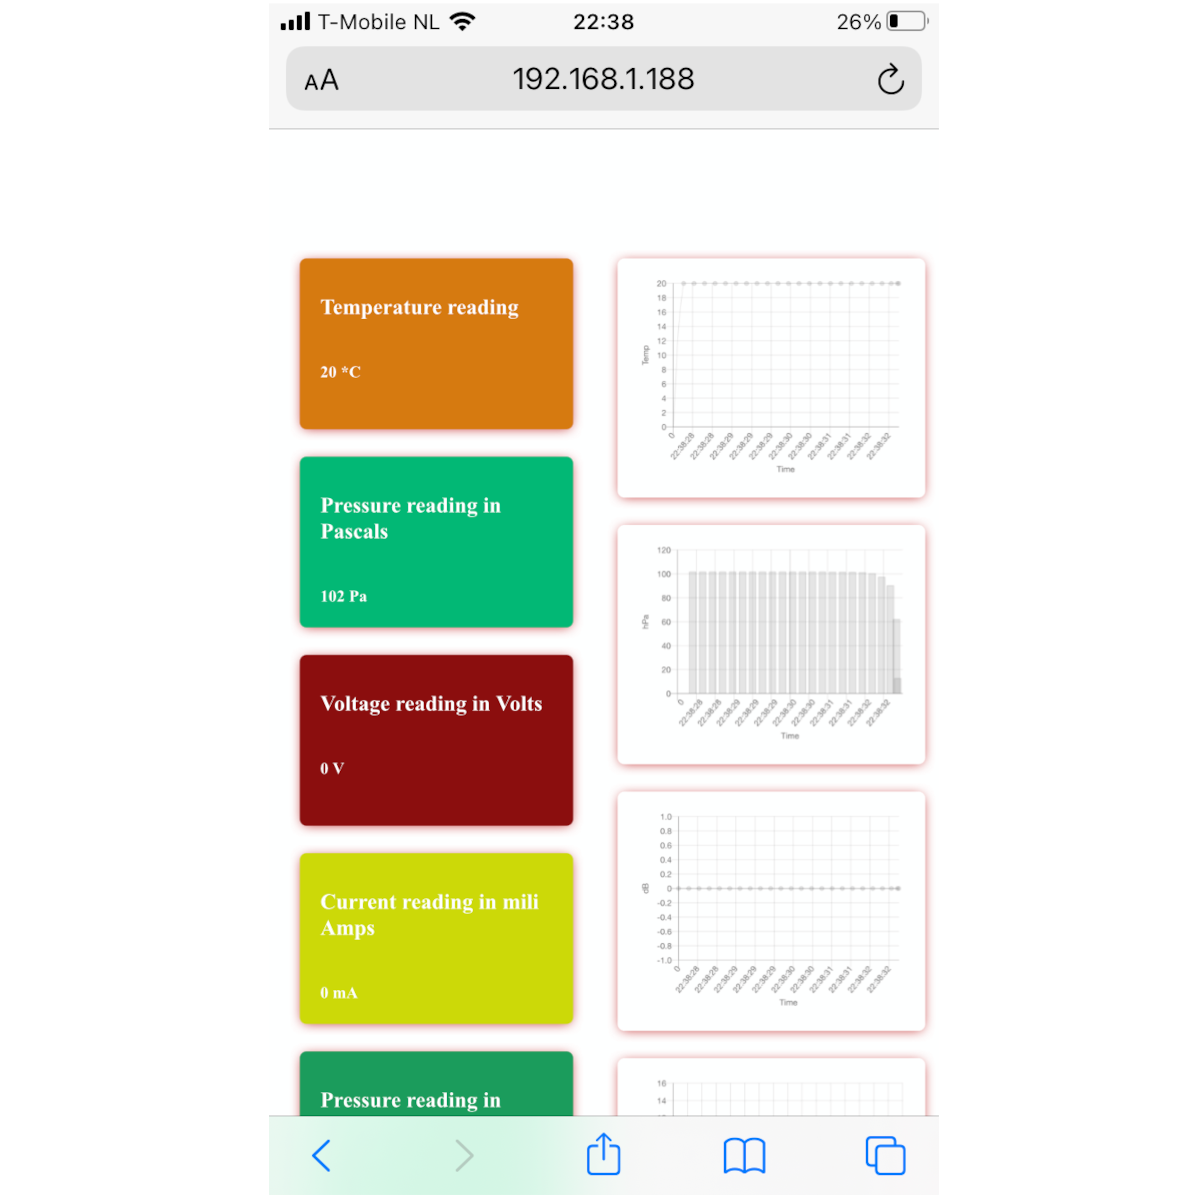 T-Mobile NL 22:38 26%
AA 192.168.1.188
Temperature reading
20 *C
Pressure reading in
Pascals
102 Pa
Voltage reading in Volts
0 V
Current reading in mili
Amps
0 mA
Pressure reading in
20
18
16
14
12
10
8
6
4
2
0
Temp
0 22:38:28 22:38:28 22:38:29 22:38:29 22:38:29 22:38:30 22:38:30 22:38:31 22:38:31 22:38:32 22:38:32
Time
120
100
80
60
40
20
0
hPa
0 22:38:28 22:38:28 22:38:29 22:38:29 22:38:29 22:38:30 22:38:30 22:38:31 22:38:31 22:38:32 22:38:32
Time
1.0
0.8
0.6
0.4
0.2
0
-0.2
-0.4
-0.6
-0.8
-1.0
dB
0 22:38:28 22:38:28 22:38:29 22:38:29 22:38:29 22:38:30 22:38:30 22:38:31 22:38:31 22:38:32 22:38:32
Time
16
14